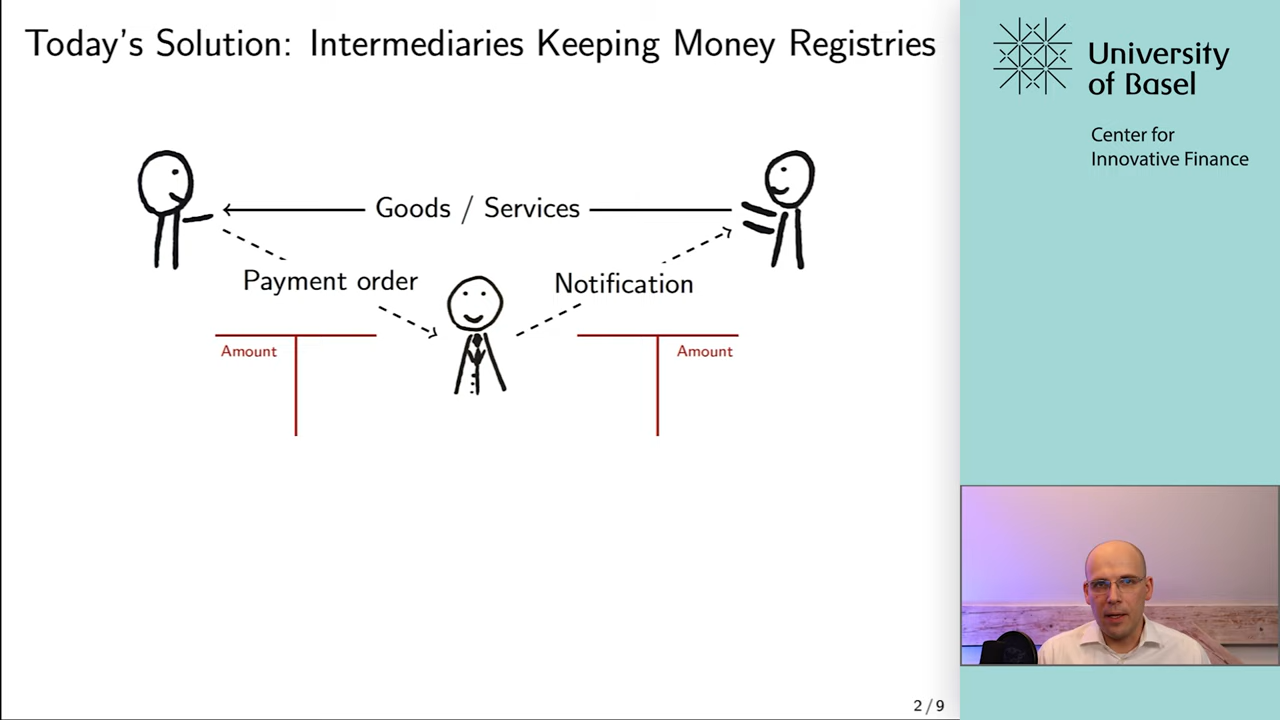 Today's Solution: Intermediaries Keeping Money Registries
University
of Basel
Center for
Innovative Finance
Goods / Services
Payment order
Notification
Amount
Amount
2 / 9